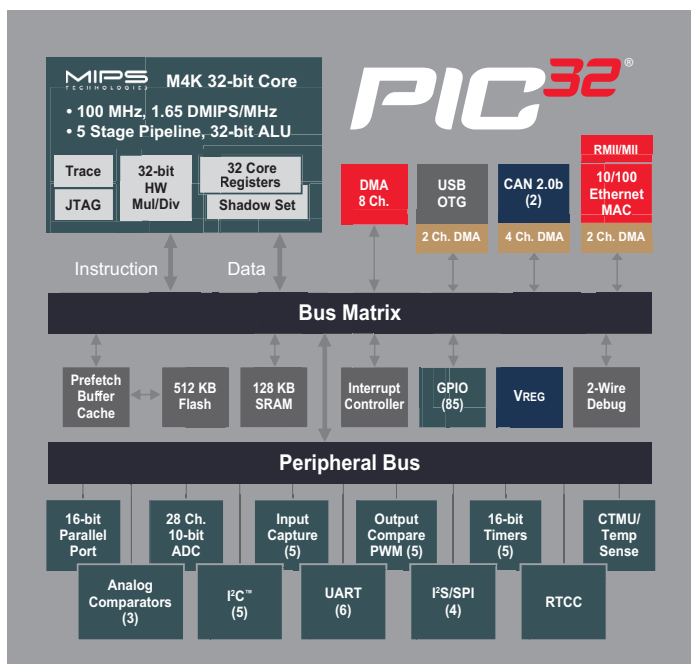 MIPS
TECHNOLOGIES
M4K 32-bit Core
• 100 MHz, 1.65 DMIPS/MHz
• 5 Stage Pipeline, 32-bit ALU
Trace
JTAG
32-bit
HW
Mul/Div
32 Core
Registers
Shadow Set
PIC32®
DMA
8 Ch.
USB
OTG
2 Ch. DMA
CAN 2.0b
(2)
4 Ch. DMA
RMII/MII
10/100
Ethernet
MAC
2 Ch. DMA
Instruction
Data
Bus Matrix
Prefetch
Buffer
Cache
512 KB
Flash
128 KB
SRAM
Interrupt
Controller
GPIO
(85)
VREG
2-Wire
Debug
Peripheral Bus
16-bit
Parallel
Port
28 Ch.
10-bit
ADC
Input
Capture
(5)
Output
Compare
PWM (5)
16-bit
Timers
(5)
CTMU/
Temp
Sense
Analog
Comparators
(3)
I²C™
(5)
UART
(6)
I²S/SPI
(4)
RTCC